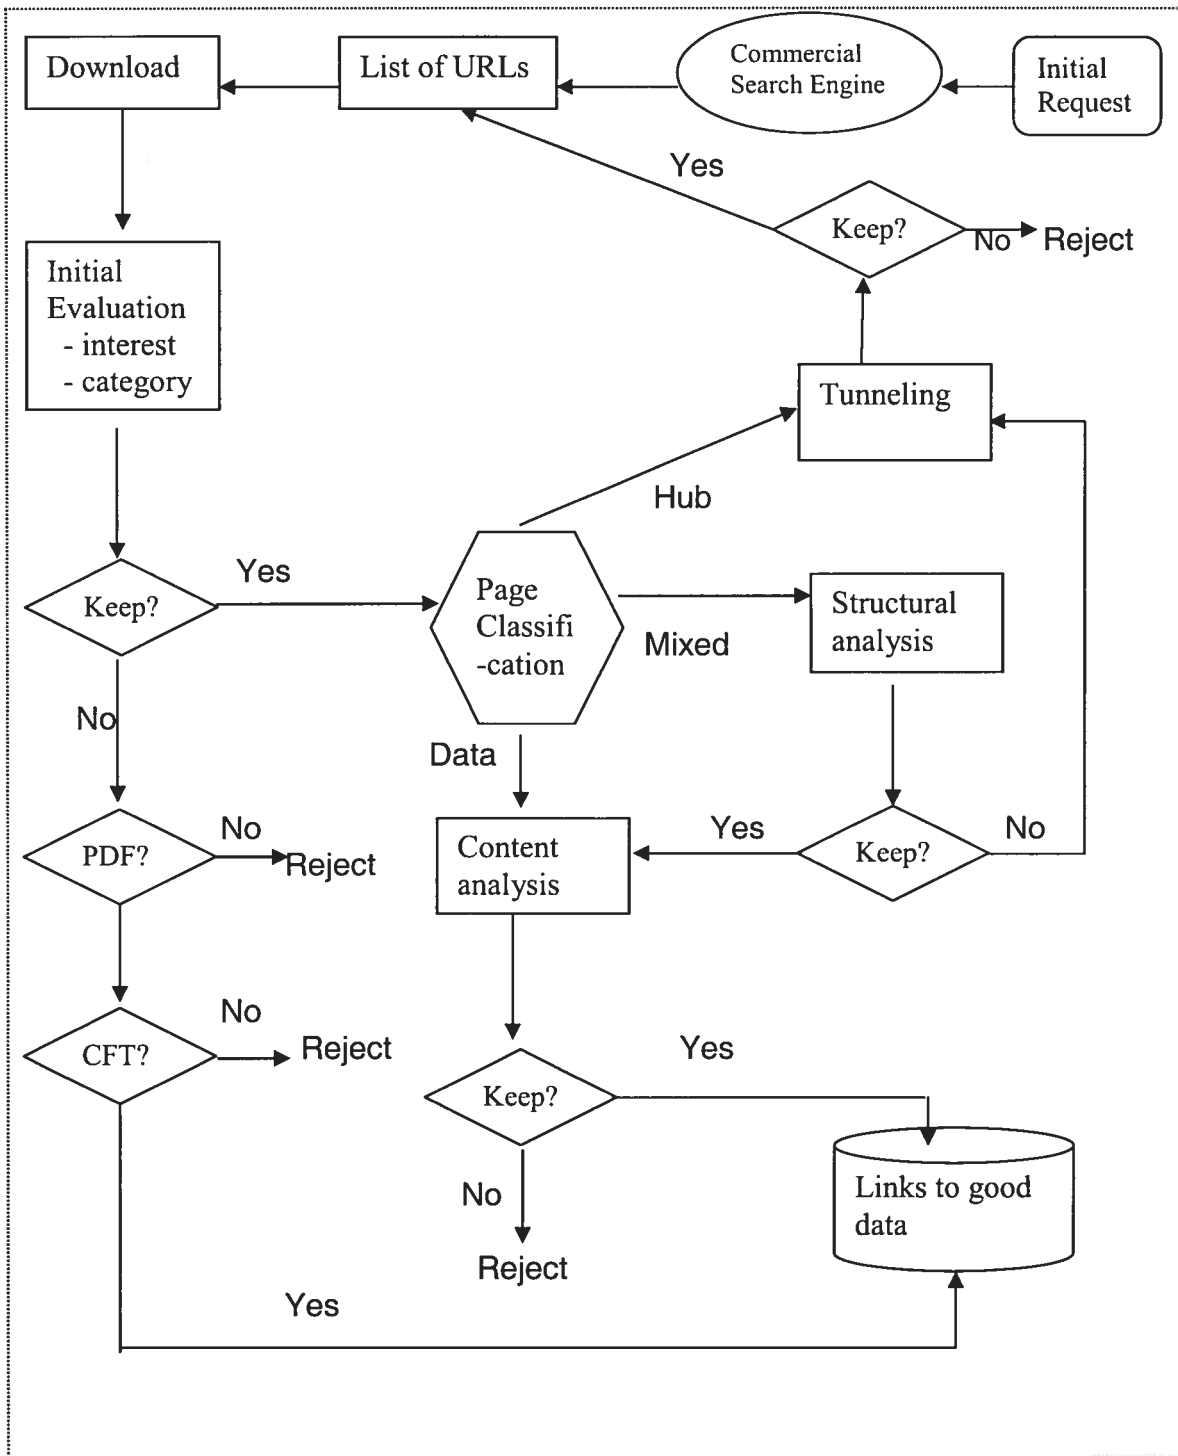 Download
List of URLs
Commercial
Search Engine
Initial
Request
Yes
Keep?
No
Reject
Initial
Evaluation
- interest
- category
Tunneling
Hub
Yes
Keep?
Page
Classifi
-cation
Mixed
Structural
analysis
No
Data
PDF?
No
Reject
Content
analysis
Yes
Keep?
No
CFT?
No
Reject
Keep?
Yes
No
Reject
Links to good
data
Yes